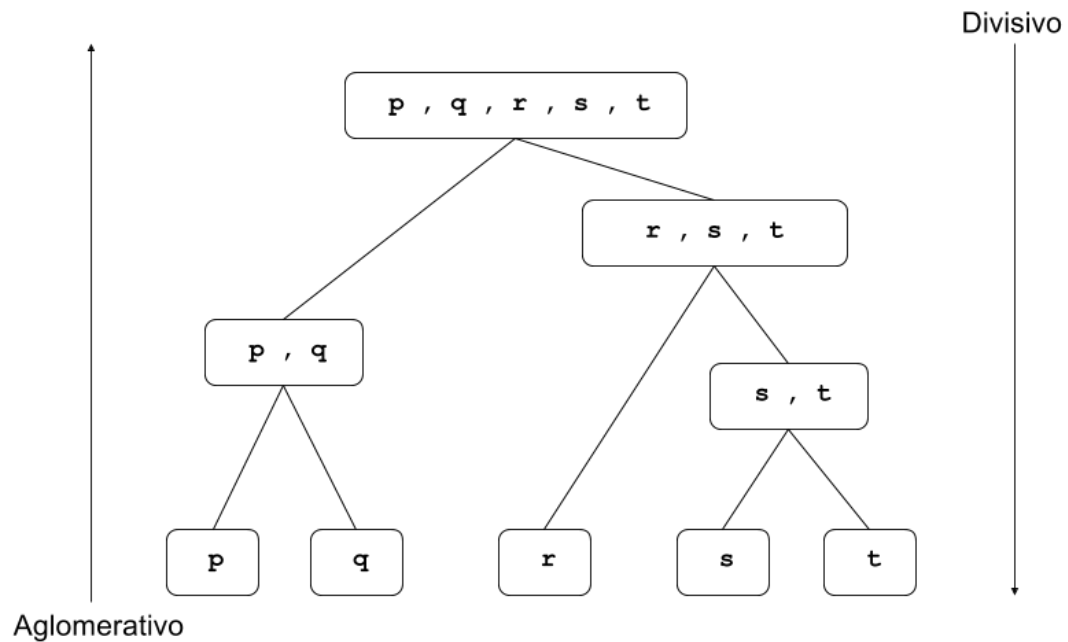 Divisivo
p , q , r , s , t
r , s , t
p , q
s , t
p
q
r
s
t
Aglomerativo